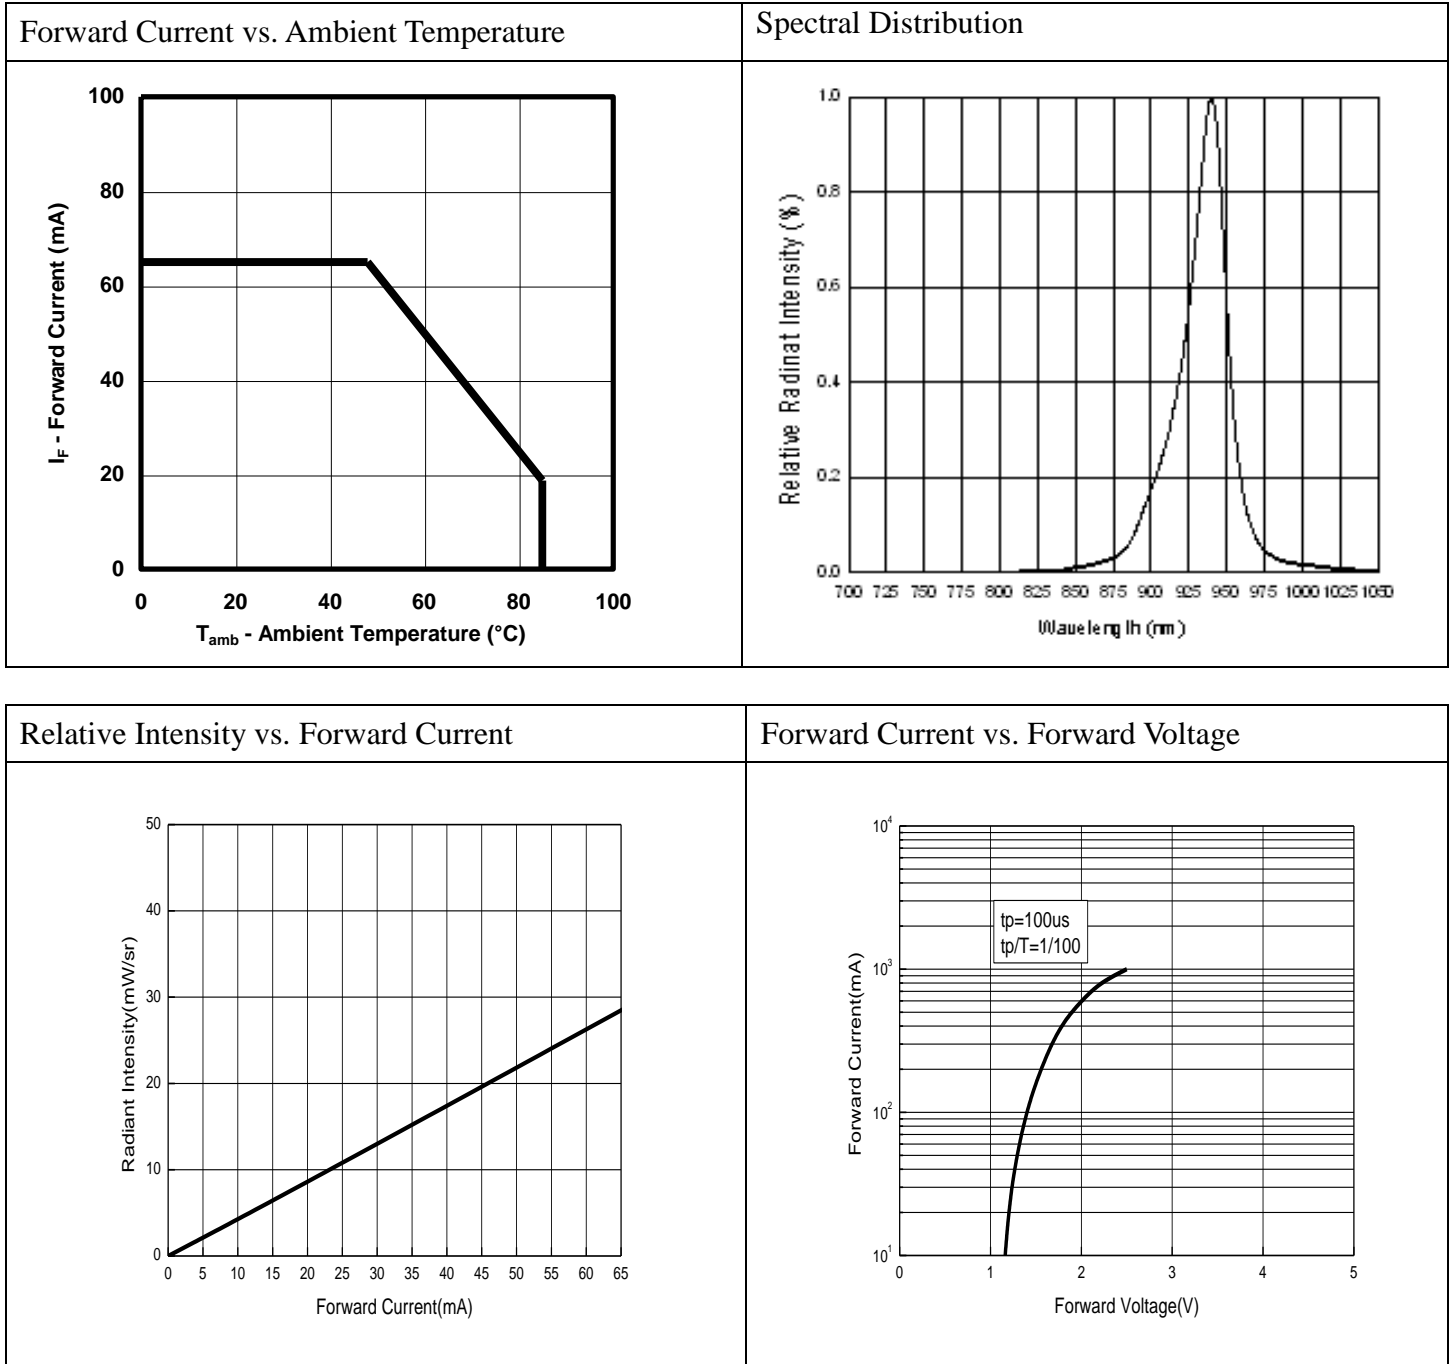 Forward Current vs. Ambient Temperature
100
80
60
40
20
0
0 20 40 60 80 100
I_F - Forward Current (mA)
T_amb - Ambient Temperature (°C)
Spectral Distribution
1.0
0.8
0.6
0.4
0.2
0.0
700 725 750 775 800 825 850 875 900 925 950 975 1000 1025 1050
Relative Radinat Intensity (%)
Wauelength (nm)
Relative Intensity vs. Forward Current
50
40
30
20
10
0
0 5 10 15 20 25 30 35 40 45 50 55 60 65
Radiant Intensity(mW/sr)
Forward Current(mA)
Forward Current vs. Forward Voltage
10^4
10^3
10^2
10^1
tp=100us
tp/T=1/100
0 1 2 3 4 5
Forward Current(mA)
Forward Voltage(V)